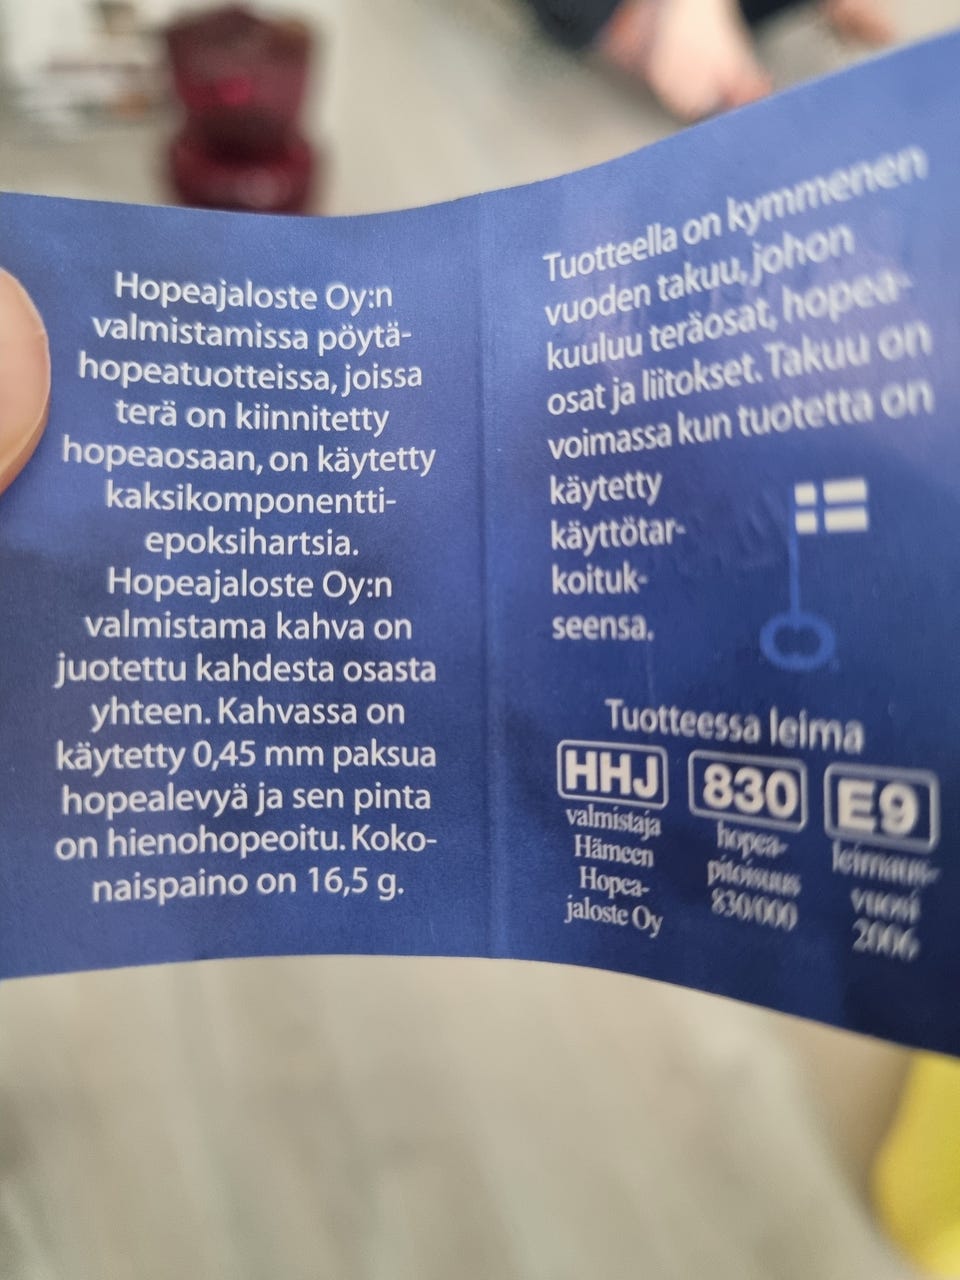 Hopeajaloste Oy:n
valmistamissa pöytä-
hopeatuotteissa, joissa
terä on kiinnitetty
hopeaosaan, on käytetty
kaksikomponentti-
epoksihartsia.
Hopeajaloste Oy:n
valmistama kahva on
juotettu kahdesta osasta
yhteen. Kahvassa on
käytetty 0,45 mm paksua
hopealevyä ja sen pinta
on hienohopeoitu. Koko-
naispaino on 16,5 g.
Tuotteella on kymmenen
vuoden takuu, johon
kuuluu teräosat, hopea-
osat ja liitokset. Takuu on
voimassa kun tuotetta on
käytetty
käyttötar-
koituk-
seensa.
Tuotteessa leima
HHJ 830 E9
valmistaja
Hämeen
Hopea-
jaloste Oy
hopea-
pitoisuus
830/000
leimaus-
vuosi
2006